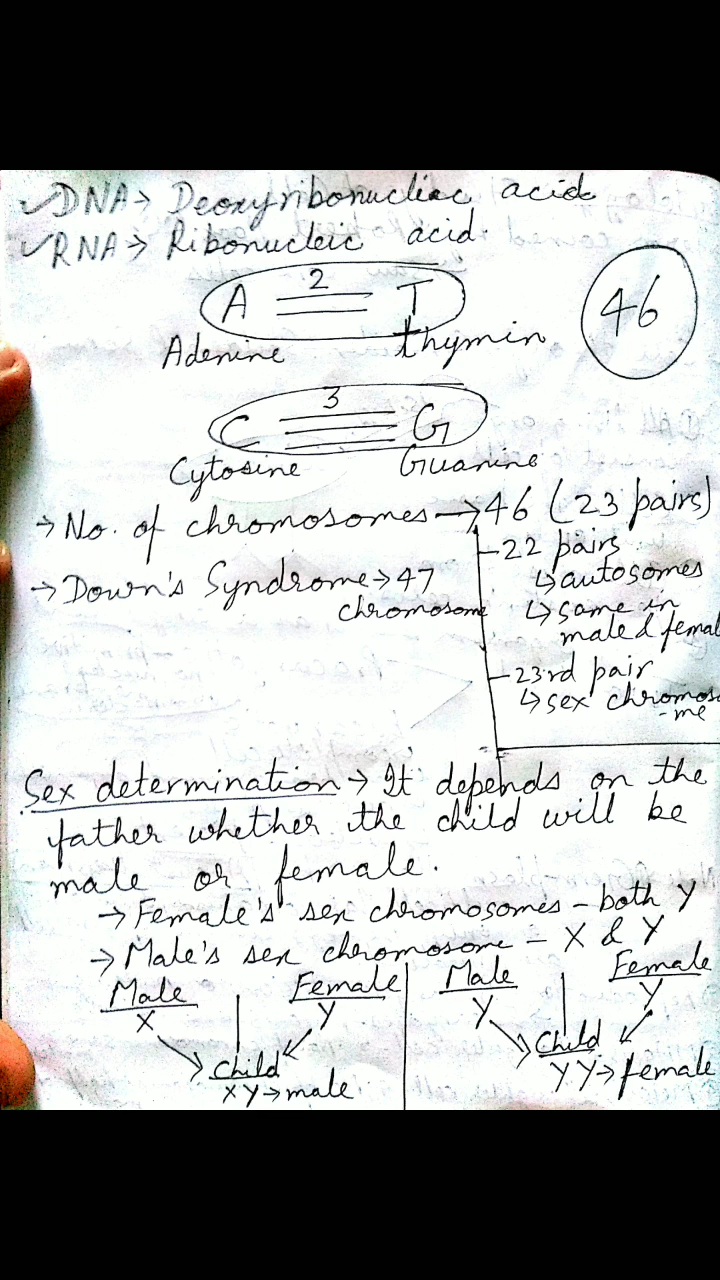 DNA → Deoxyribonucleic acid
RNA → Ribonucleic acid.
A 2 T
Adenine thymin
46
C 3 G
Cytosine Guanine
→ No. of chromosomes → 46 (23 pairs)
22 pairs
↳ autosomes
↳ same in
male & femal
→ Down's Syndrome → 47
chromosome
23rd pair
↳ sex chromoso
-me
Sex determination → It depends on the
father whether the child will be
male or female.
→ Female's sex chromosomes - both Y
→ Male's sex chromosome - X & Y
Male Female
X Y
Child
XY → male
Male Female
Y Y
Child
YY → female